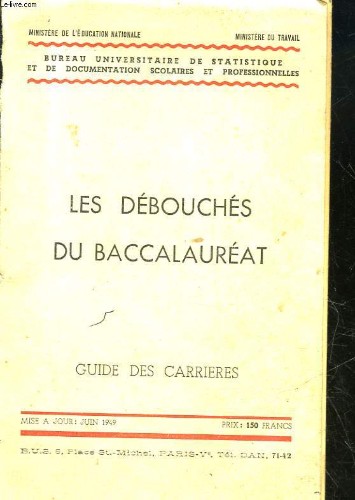 MINISTÈRE DE L'ÉDUCATION NATIONALE MINISTÈRE DU TRAVAIL
BUREAU UNIVERSITAIRE DE STATISTIQUE
ET DE DOCUMENTATION SCOLAIRES ET PROFESSIONNELLES
LES DÉBOUCHÉS
DU BACCALAURÉAT
GUIDE DES CARRIERES
MISE A JOUR: JUIN 1949 PRIX: 150 FRANCS
B.U.S. 5, Place St.-Michel, PARIS-Vᵉ. Tél. DAN. 71-42